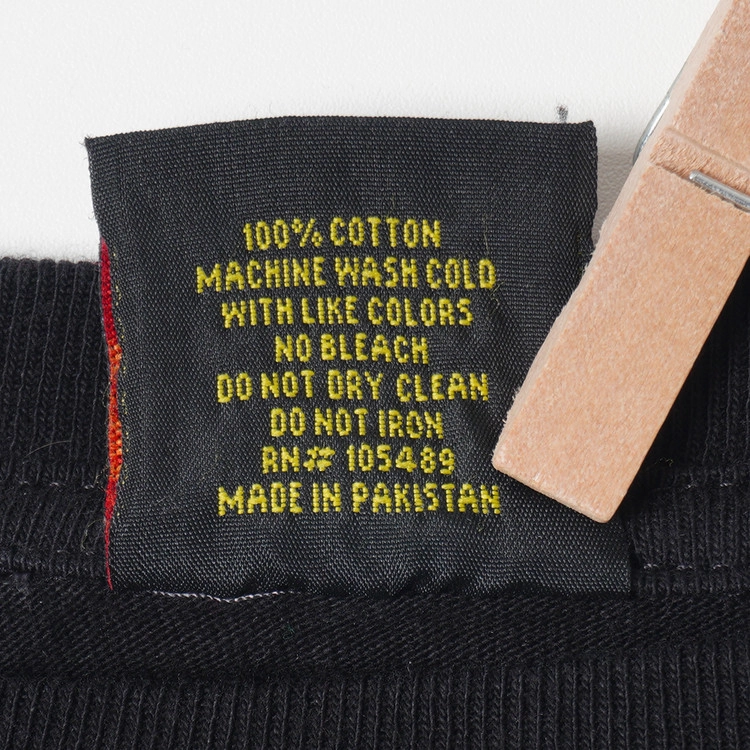 100% COTTON
MACHINE WASH COLD
WITH LIKE COLORS
NO BLEACH
DO NOT DRY CLEAN
DO NOT IRON
RN# 105489
MADE IN PAKISTAN